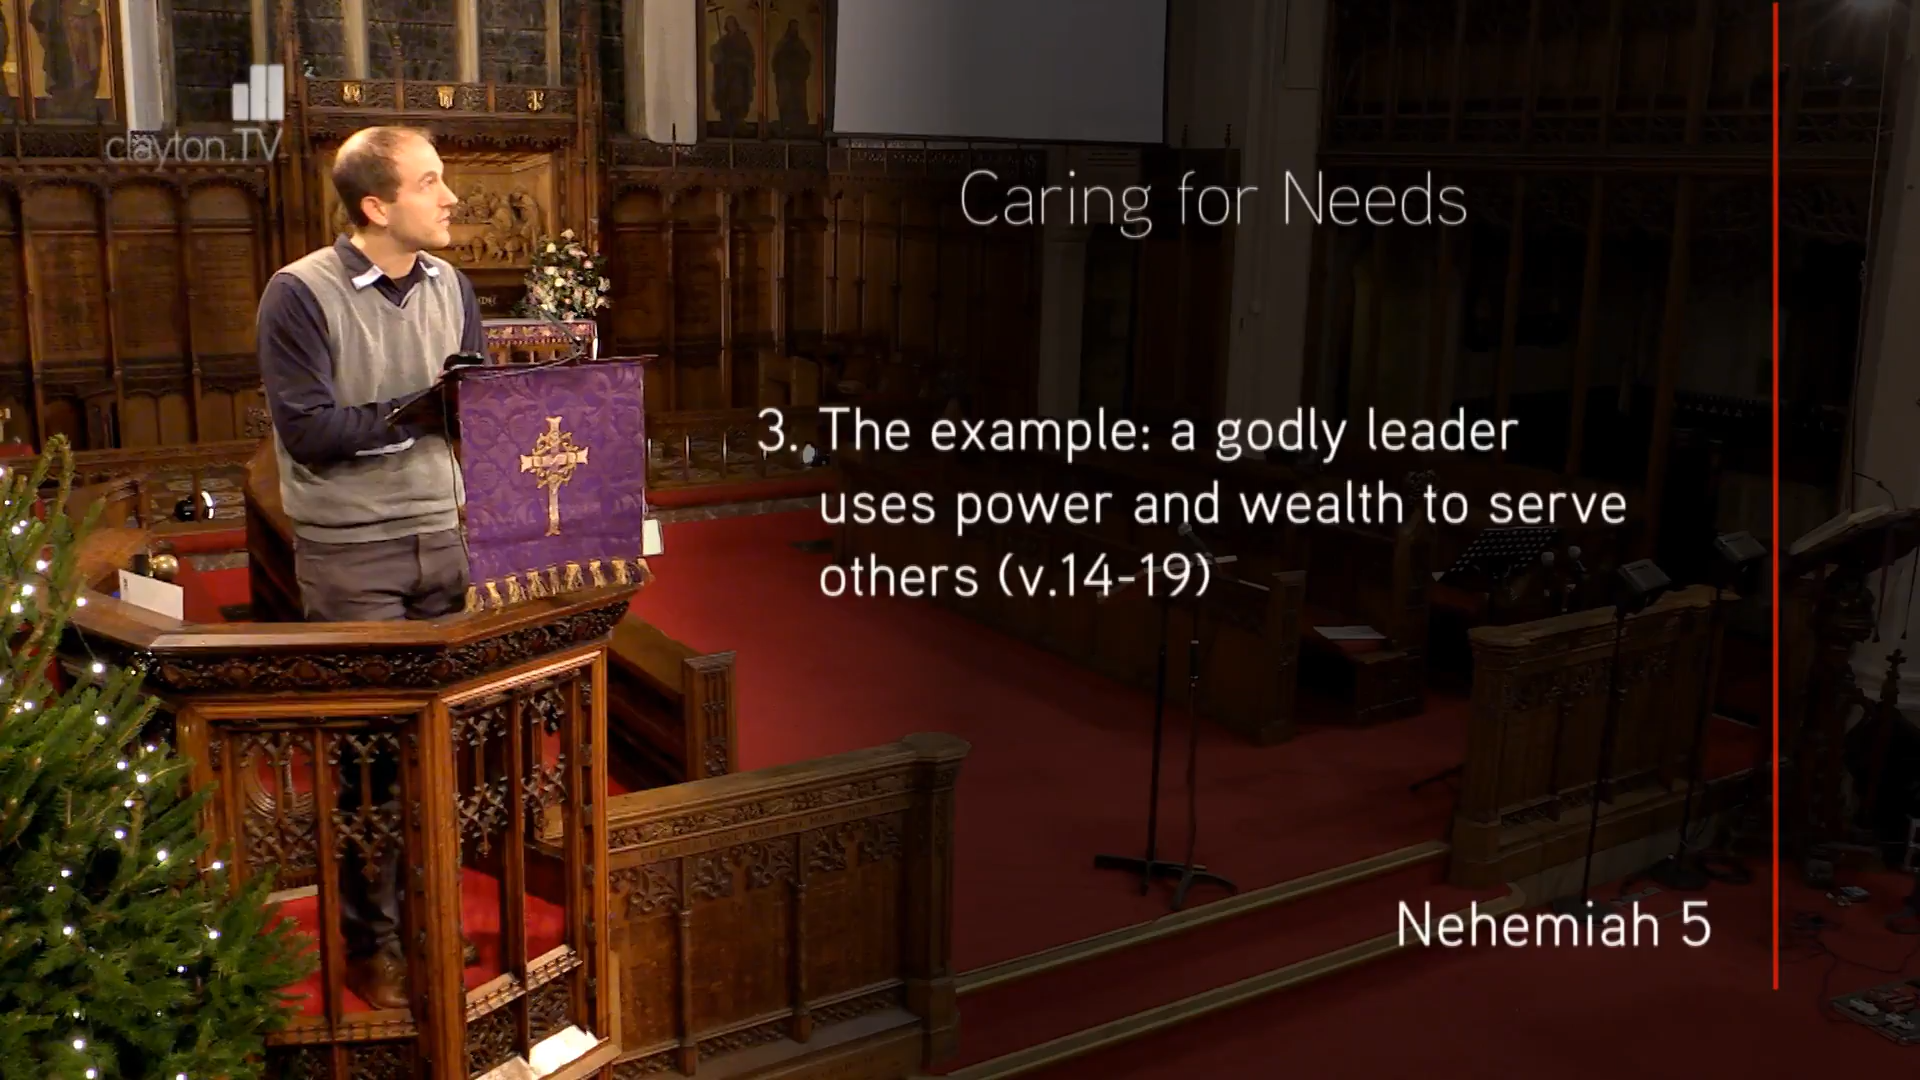 clayton.TV
Caring for Needs
3. The example: a godly leader
uses power and wealth to serve
others (v.14-19)
Nehemiah 5